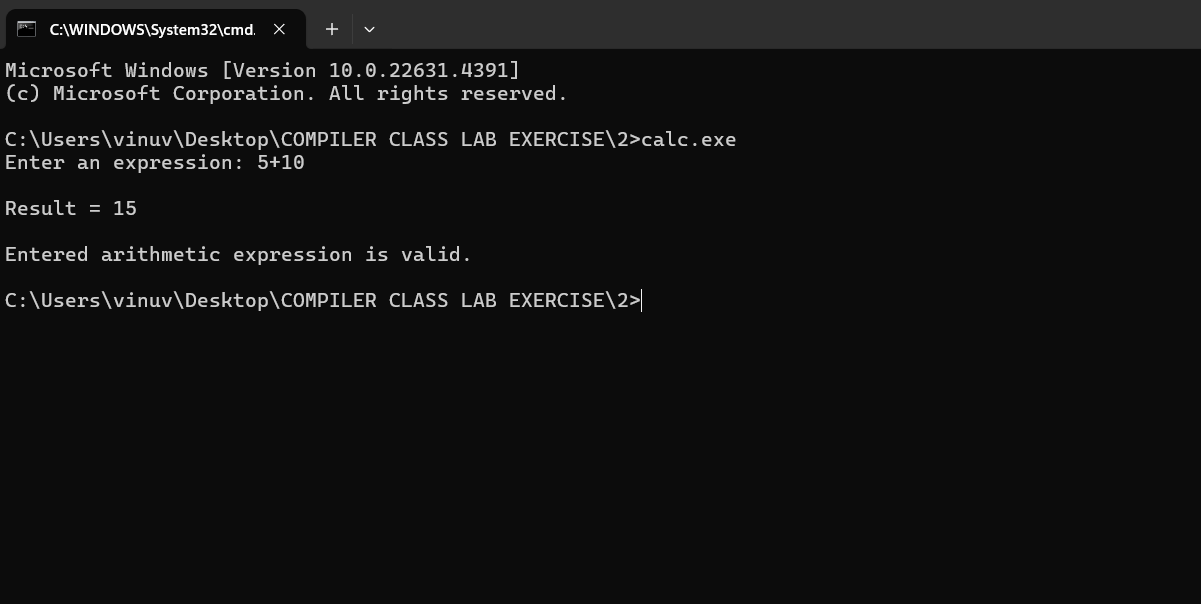 C:\WINDOWS\System32\cmd.
Microsoft Windows [Version 10.0.22631.4391]
(c) Microsoft Corporation. All rights reserved.
C:\Users\vinuv\Desktop\COMPILER CLASS LAB EXERCISE\2>calc.exe
Enter an expression: 5+10
Result = 15
Entered arithmetic expression is valid.
C:\Users\vinuv\Desktop\COMPILER CLASS LAB EXERCISE\2>